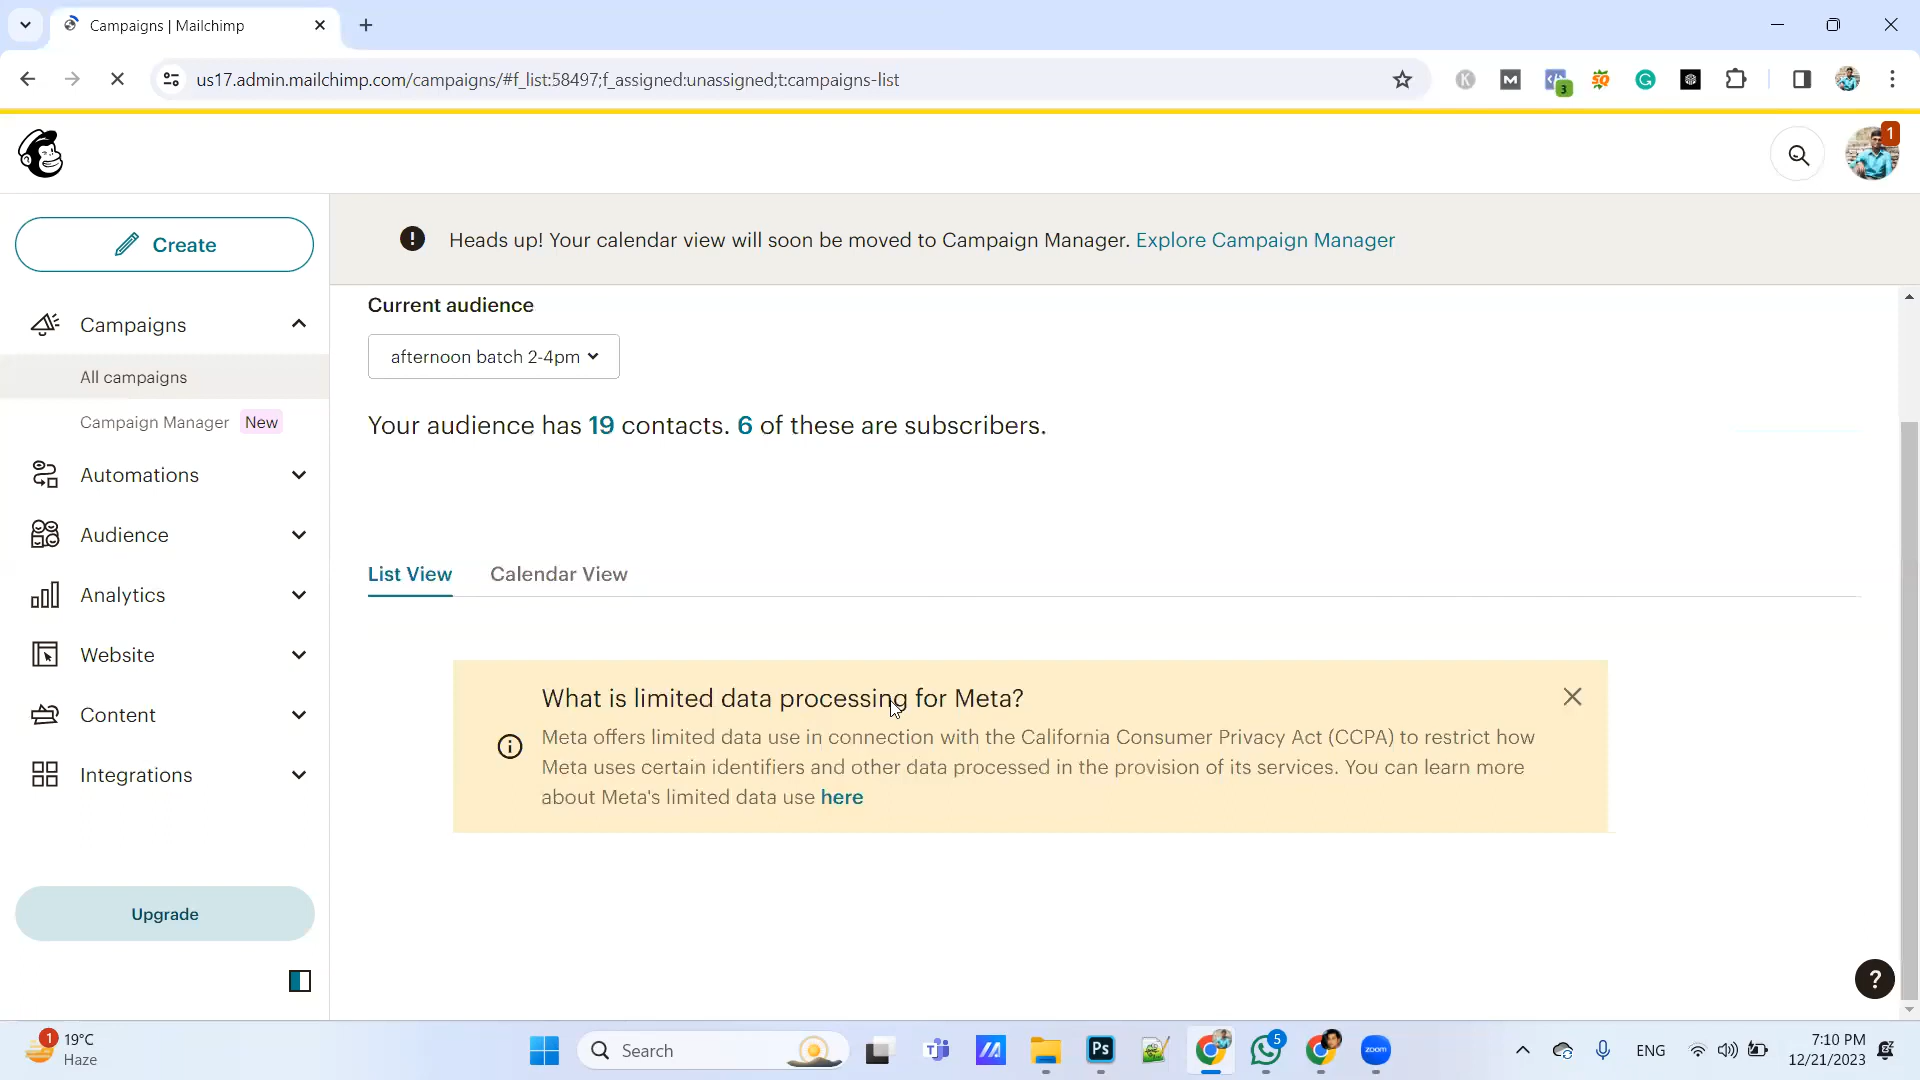 Campaigns | Mailchimp
us17.admin.mailchimp.com/campaigns/#f_list:58497;f_assigned:unassigned;t:campaigns-list
3
1
Create
Heads up! Your calendar view will soon be moved to Campaign Manager. Explore Campaign Manager
Campaigns
All campaigns
Campaign Manager New
Automations
Audience
Analytics
Website
Content
Integrations
Upgrade
Current audience
afternoon batch 2-4pm
Your audience has 19 contacts. 6 of these are subscribers.
List View Calendar View
What is limited data processing for Meta?
Meta offers limited data use in connection with the California Consumer Privacy Act (CCPA) to restrict how
Meta uses certain identifiers and other data processed in the provision of its services. You can learn more
about Meta's limited data use here
?
1
19°C
Haze
Search
Ps
5
zoom
ENG
7:10 PM
12/21/2023